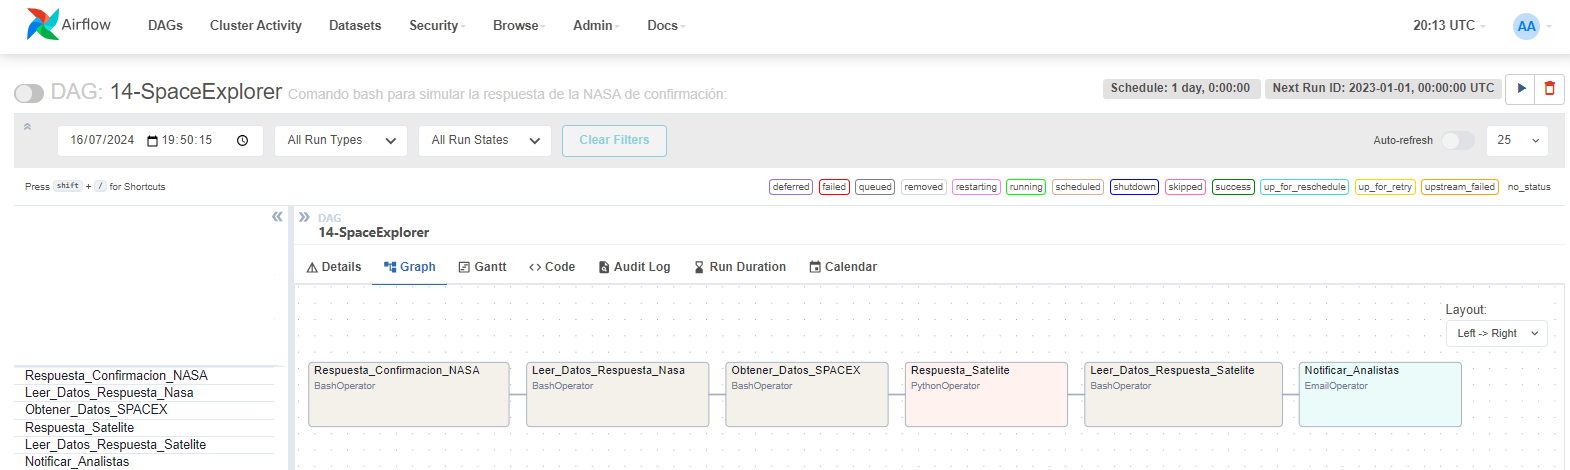 Airflow DAGs Cluster Activity Datasets Security Browse Admin Docs 20:13 UTC AA
DAG: 14-SpaceExplorer Comando bash para simular la respuesta de la NASA de confirmación: Schedule: 1 day, 0:00:00 Next Run ID: 2023-01-01, 00:00:00 UTC
16/07/2024 19:50:15 All Run Types All Run States Clear Filters Auto-refresh 25
Press shift + / for Shortcuts deferred failed queued removed restarting running scheduled shutdown skipped success up_for_reschedule up_for_retry upstream_failed no_status
DAG
14-SpaceExplorer
Details Graph Gantt Code Audit Log Run Duration Calendar
Layout:
Left -> Right
Respuesta_Confirmacion_NASA
Leer_Datos_Respuesta_Nasa
Obtener_Datos_SPACEX
Respuesta_Satelite
Leer_Datos_Respuesta_Satelite
Notificar_Analistas
Respuesta_Confirmacion_NASA
BashOperator
Leer_Datos_Respuesta_Nasa
BashOperator
Obtener_Datos_SPACEX
BashOperator
Respuesta_Satelite
PythonOperator
Leer_Datos_Respuesta_Satelite
BashOperator
Notificar_Analistas
EmailOperator